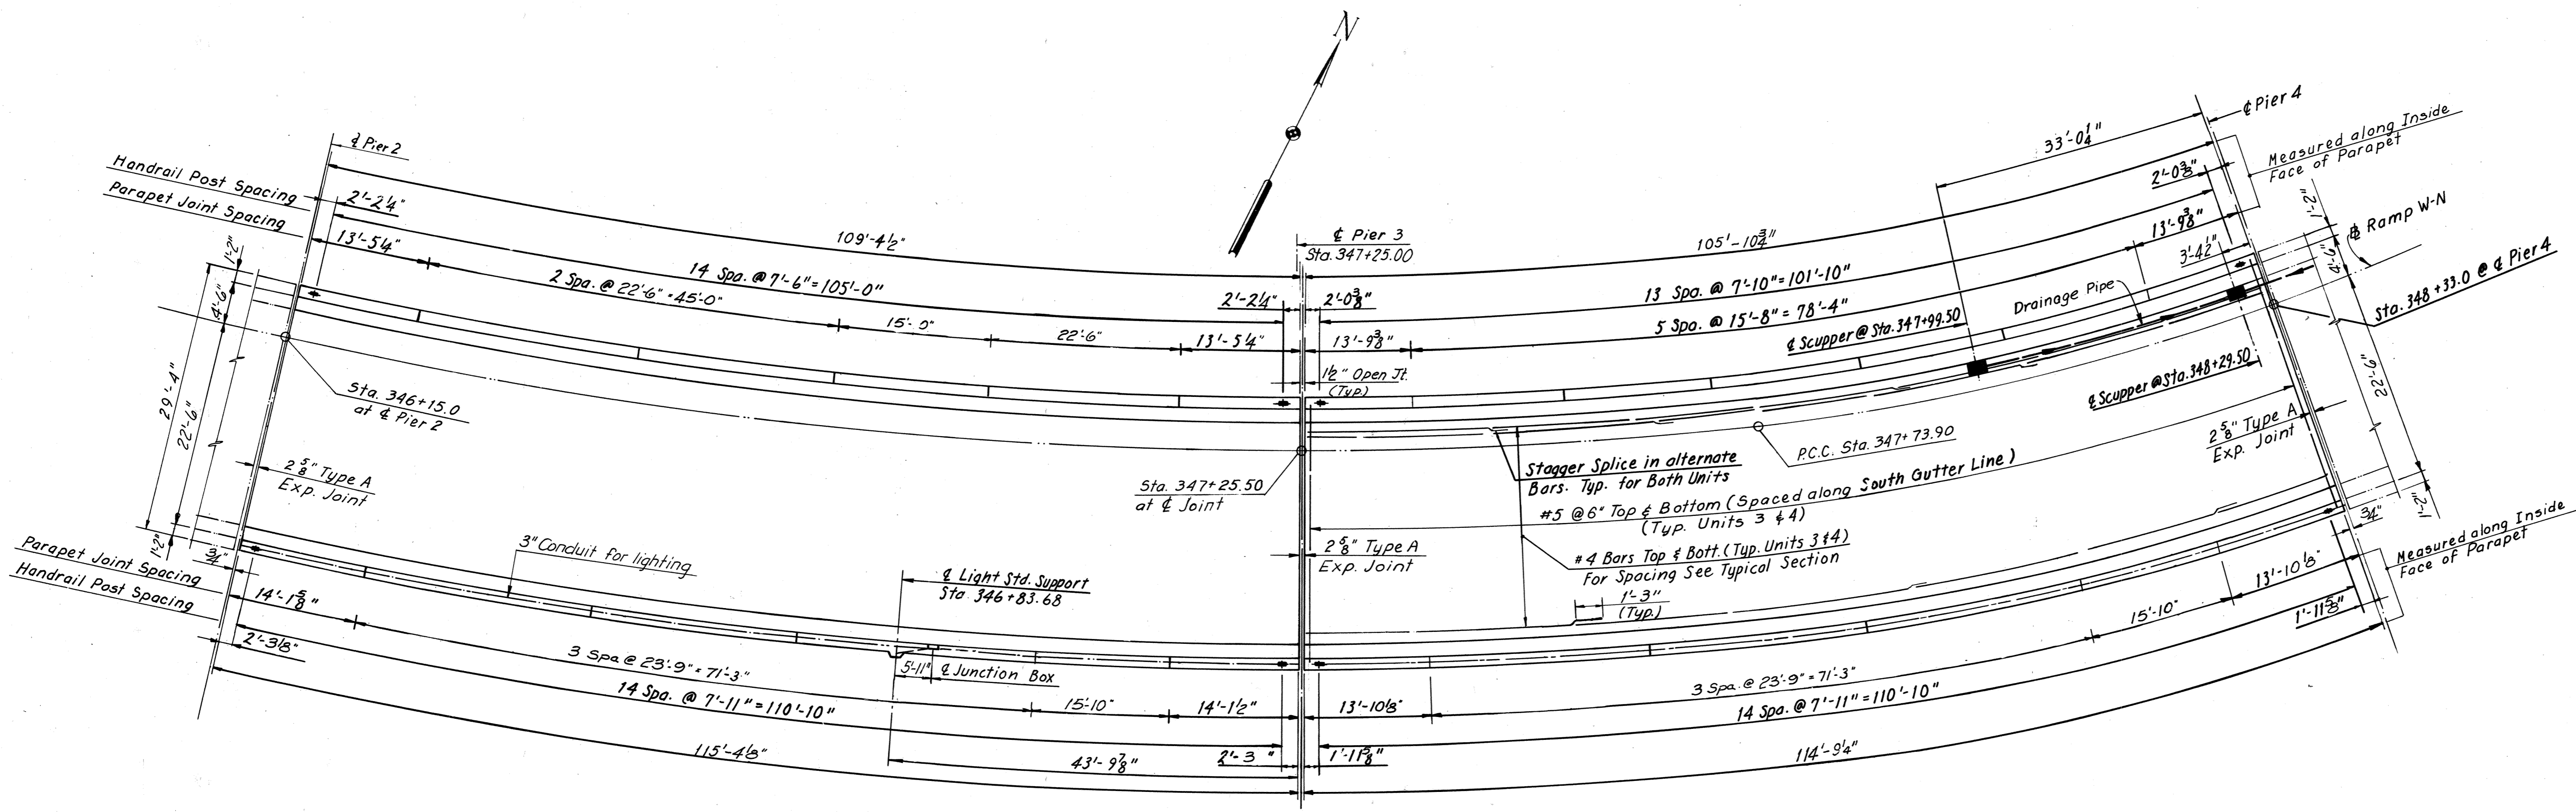 N
℄ Pier 2
Handrail Post Spacing
Parapet Joint Spacing
2'-2¼"
13'-5¼"
109'-4½"
14 Spa. @ 7'-6" = 105'-0"
2 Spa. @ 22'-6" = 45'-0"
15'-0"
22'-6"
13'-5¼"
2'-2¼"
℄ Pier 3
Sta. 347+25.00
2'-0⅜"
13'-9⅜"
1½" Open Jt.
(Typ.)
105'-10¾"
13 Spa. @ 7'-10" = 101'-10"
5 Spa. @ 15'-8" = 78'-4"
℄ Scupper @ Sta. 347+99.50
33'-0¼"
℄ Pier 4
Measured along Inside
Face of Parapet
2'-0⅜"
13'-9⅜"
3'-4½"
Drainage Pipe
1'-2"
4'-6"
℄ Ramp W-N
Sta. 348+33.0 @ ℄ Pier 4
22'-6"
1'-2"
¾"
℄ Scupper @ Sta. 348+29.50
2⅝" Type A
Exp. Joint
1'-2"
4'-6"
29'-4"
22'-6"
1'-2"
¾"
Sta. 346+15.0
at ℄ Pier 2
2⅝" Type A
Exp. Joint
Sta. 347+25.50
at ℄ Joint
P.C.C. Sta. 347+73.90
Stagger Splice in alternate
Bars. Typ. for Both Units
#5 @ 6" Top & Bottom (Spaced along South Gutter Line)
(Typ. Units 3 & 4)
2⅝" Type A
Exp. Joint
#4 Bars Top & Bott. (Typ. Units 3 & 4)
For Spacing See Typical Section
1'-3"
(Typ.)
3" Conduit for lighting
℄ Light Std. Support
Sta. 346+83.68
5'-11"
℄ Junction Box
Parapet Joint Spacing
Handrail Post Spacing
14'-1⅝"
2'-3⅛"
3 Spa @ 23'-9" = 71'-3"
14 Spa. @ 7'-11" = 110'-10"
115'-4⅛"
15'-10"
14'-1½"
2'-3"
43'-9⅞"
13'-10⅛"
1'-11⅝"
3 Spa. @ 23'-9" = 71'-3"
14 Spa. @ 7'-11" = 110'-10"
114'-9¼"
15'-10"
13'-10⅛"
1'-11⅝"
Measured along Inside
Face of Parapet